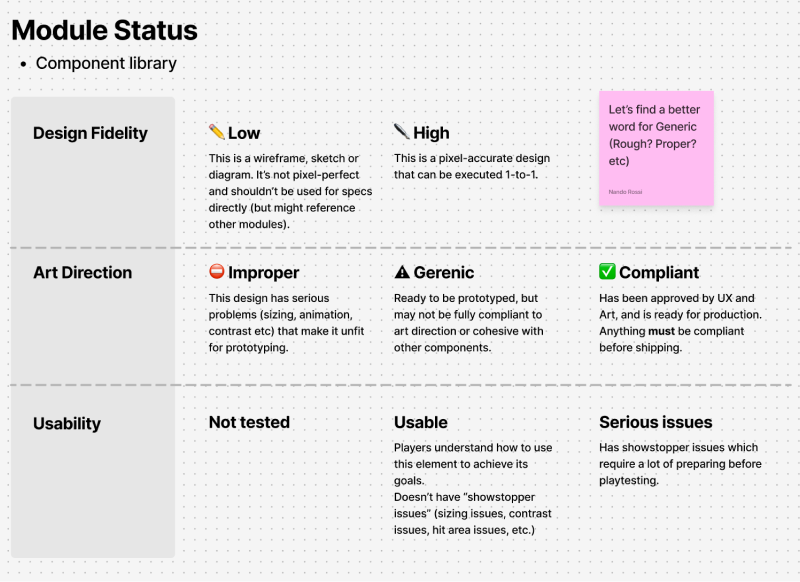 Module Status
• Component library
Let's find a better
word for Generic
(Rough? Proper?
etc)
Nando Rossi
Design Fidelity
Low
This is a wireframe, sketch or
diagram. It's not pixel-perfect
and shouldn't be used for specs
directly (but might reference
other modules).
High
This is a pixel-accurate design
that can be executed 1-to-1.
Art Direction
Improper
This design has serious
problems (sizing, animation,
contrast etc) that make it unfit
for prototyping.
Gerenic
Ready to be prototyped, but
may not be fully compliant to
art direction or cohesive with
other components.
Compliant
Has been approved by UX and
Art, and is ready for production.
Anything must be compliant
before shipping.
Usability
Not tested
Usable
Players understand how to use
this element to achieve its
goals.
Doesn't have "showstopper
issues" (sizing issues, contrast
issues, hit area issues, etc.)
Serious issues
Has showstopper issues which
require a lot of preparing before
playtesting.